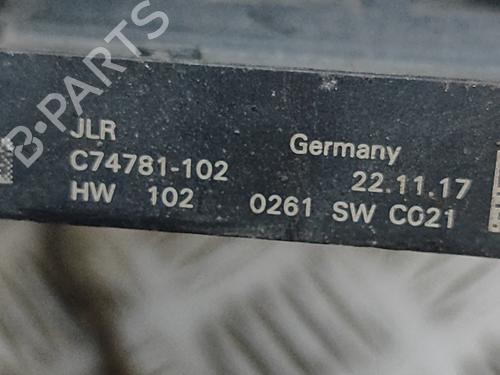 B-PARTS
JLR
Germany
C74781-102
22.11.17
HW 102
0261 SW C021